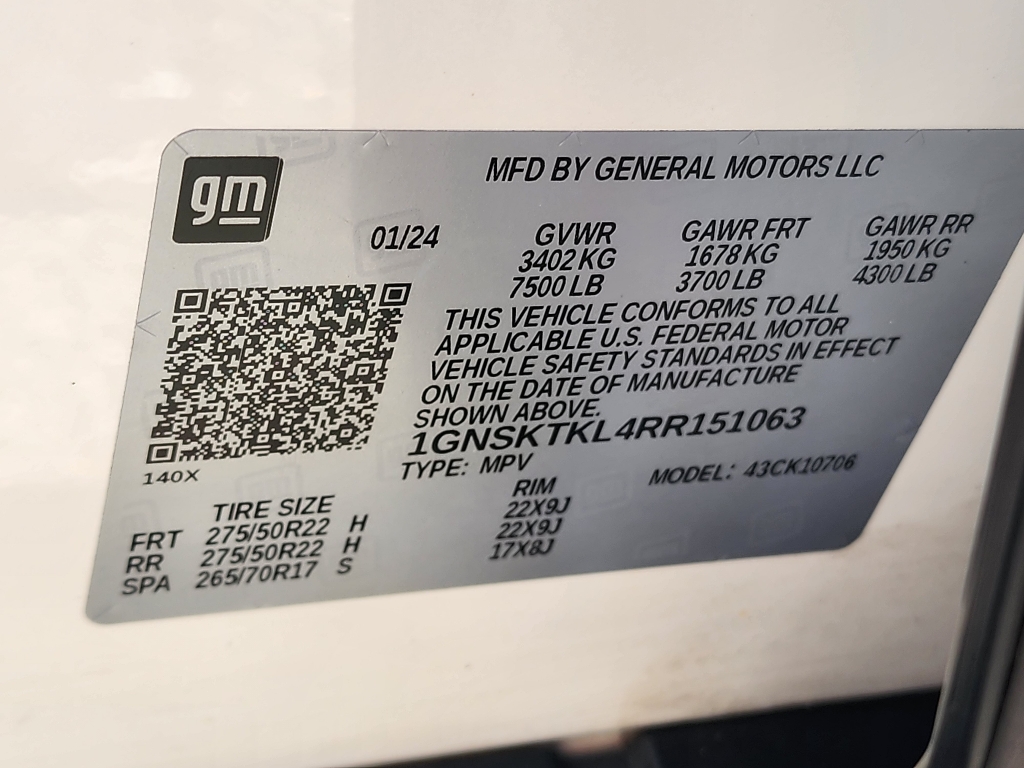 gm
MFD BY GENERAL MOTORS LLC
01/24 GVWR GAWR FRT GAWR RR
3402 KG 1678 KG 1950 KG
7500 LB 3700 LB 4300 LB
THIS VEHICLE CONFORMS TO ALL
APPLICABLE U.S. FEDERAL MOTOR
VEHICLE SAFETY STANDARDS IN EFFECT
ON THE DATE OF MANUFACTURE
SHOWN ABOVE.
1GNSKTKL4RR151063
140X
TYPE: MPV MODEL: 43CK10706
TIRE SIZE RIM
FRT 275/50R22 H 22X9J
RR 275/50R22 H 22X9J
SPA 265/70R17 S 17X8J